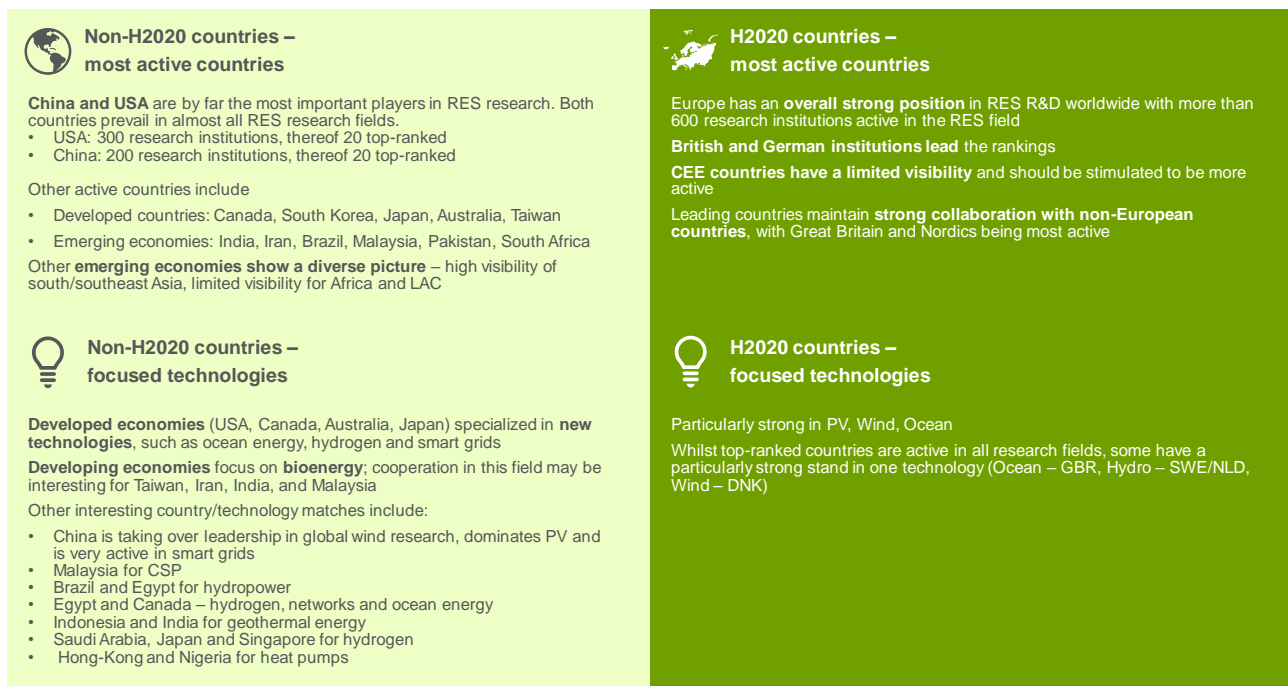 Non-H2020 countries –
most active countries
China and USA are by far the most important players in RES research. Both
countries prevail in almost all RES research fields.
• USA: 300 research institutions, thereof 20 top-ranked
• China: 200 research institutions, thereof 20 top-ranked
Other active countries include
• Developed countries: Canada, South Korea, Japan, Australia, Taiwan
• Emerging economies: India, Iran, Brazil, Malaysia, Pakistan, South Africa
Other emerging economies show a diverse picture – high visibility of
south/southeast Asia, limited visibility for Africa and LAC
H2020 countries –
most active countries
Europe has an overall strong position in RES R&D worldwide with more than
600 research institutions active in the RES field
British and German institutions lead the rankings
CEE countries have a limited visibility and should be stimulated to be more
active
Leading countries maintain strong collaboration with non-European
countries, with Great Britain and Nordics being most active
Non-H2020 countries –
focused technologies
Developed economies (USA, Canada, Australia, Japan) specialized in new
technologies, such as ocean energy, hydrogen and smart grids
Developing economies focus on bioenergy; cooperation in this field may be
interesting for Taiwan, Iran, India, and Malaysia
Other interesting country/technology matches include:
• China is taking over leadership in global wind research, dominates PV and
is very active in smart grids
• Malaysia for CSP
• Brazil and Egypt for hydropower
• Egypt and Canada – hydrogen, networks and ocean energy
• Indonesia and India for geothermal energy
• Saudi Arabia, Japan and Singapore for hydrogen
• Hong-Kong and Nigeria for heat pumps
H2020 countries –
focused technologies
Particularly strong in PV, Wind, Ocean
Whilst top-ranked countries are active in all research fields, some have a
particularly strong stand in one technology (Ocean – GBR, Hydro – SWE/NLD,
Wind – DNK)